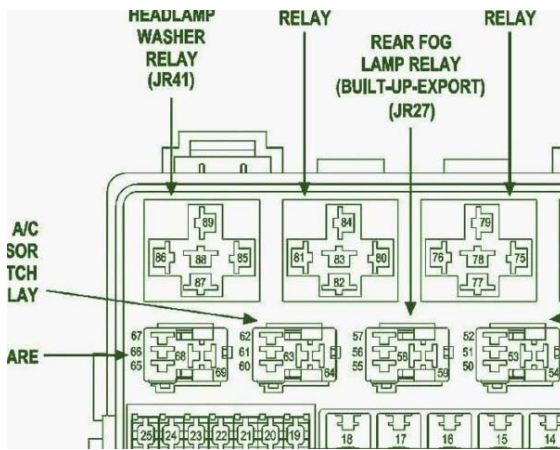 HEADLAMP
WASHER
RELAY
(JR41)
RELAY
REAR FOG
LAMP RELAY
(BUILT-UP-EXPORT)
(JR27)
RELAY
A/C
SOR
TCH
LAY
ARE
89
86 88 85
87
84
81 83 80
82
79
76 78 75
77
67
66 68
65 69
62
61 63
60 64
57
56 58
55 59
52
51 53
50 54
25 24 23 22 21 20 19
18 17 16 15 14